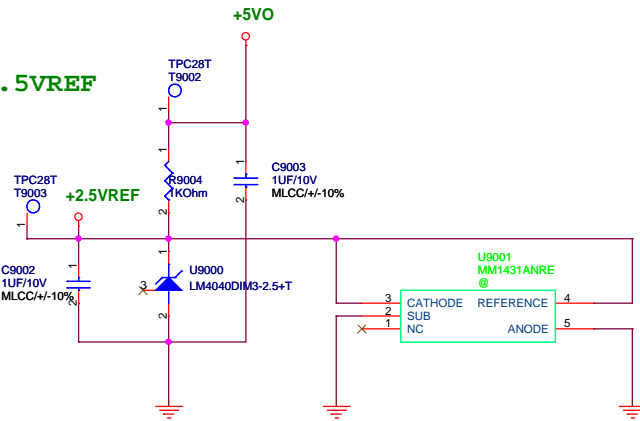 +5VO
TPC28T
T9002
.5VREF
1
1
R9004
1KOhm
2
1
C9003
1UF/10V
MLCC/+/-10%
2
TPC28T
T9003
+2.5VREF
1
C9002
1UF/10V
MLCC/+/-10%
1
2
1
U9000
3
LM4040DIM3-2.5+T
2
U9001
MM1431ANRE
@
3 CATHODE REFERENCE 4
2 SUB
1 NC ANODE 5